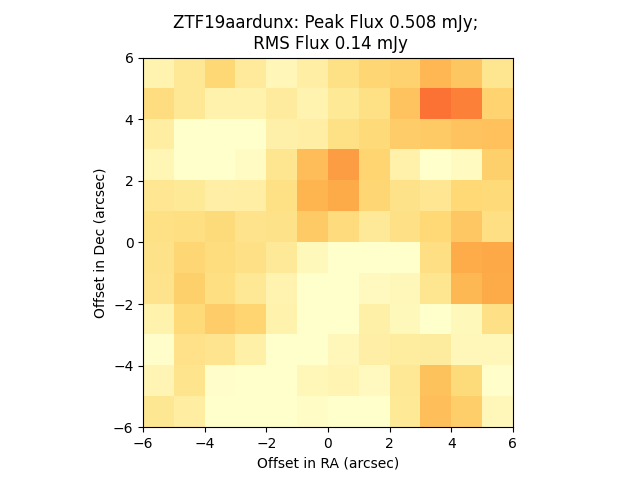 ZTF19aardunx: Peak Flux 0.508 mJy;
RMS Flux 0.14 mJy
6
4
2
0
−2
−4
−6
Offset in Dec (arcsec)
−6 −4 −2 0 2 4 6
Offset in RA (arcsec)